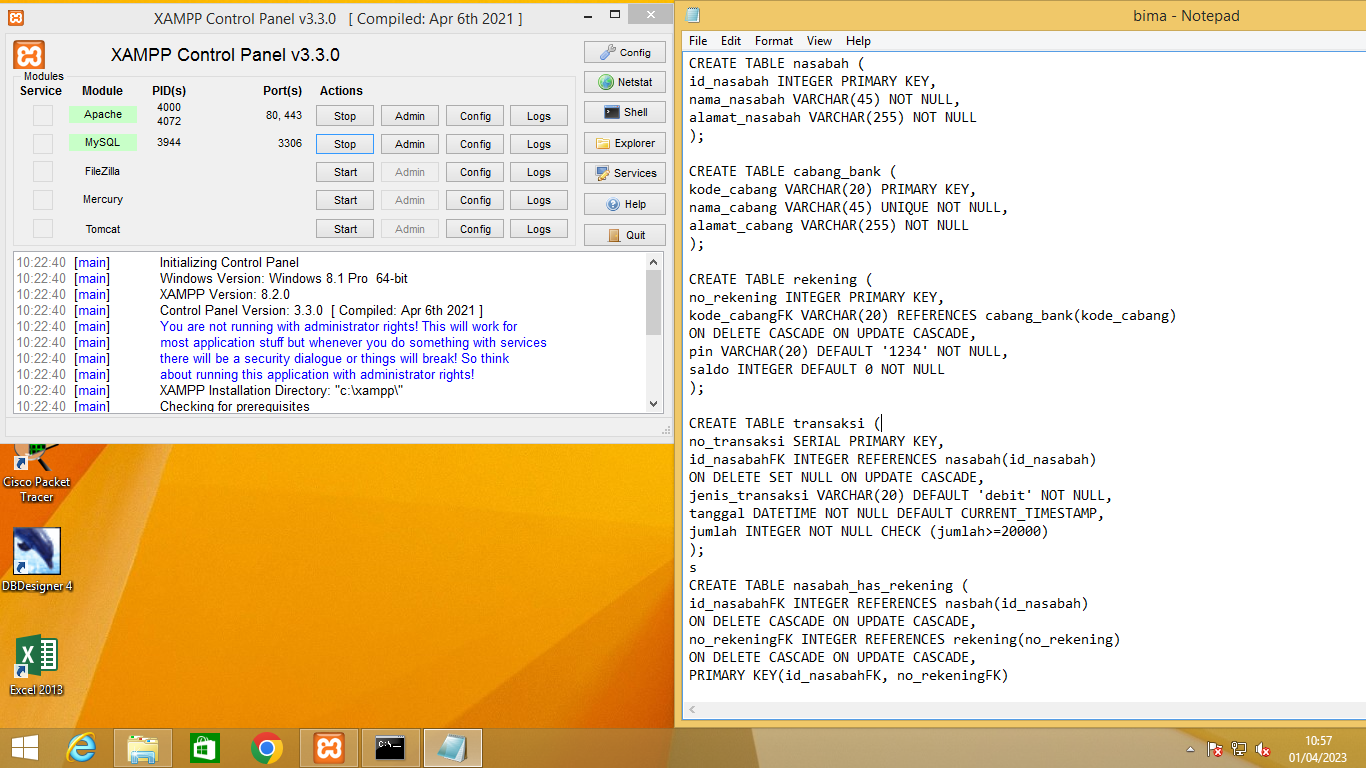 XAMPP Control Panel v3.3.0 [ Compiled: Apr 6th 2021 ]
XAMPP Control Panel v3.3.0
Modules
Service Module PID(s) Port(s) Actions
Apache 4000 4072 80, 443 Stop Admin Config Logs
MySQL 3944 3306 Stop Admin Config Logs
FileZilla Start Admin Config Logs
Mercury Start Admin Config Logs
Tomcat Start Admin Config Logs
Config
Netstat
Shell
Explorer
Services
Help
Quit
10:22:40 [main] Initializing Control Panel
10:22:40 [main] Windows Version: Windows 8.1 Pro 64-bit
10:22:40 [main] XAMPP Version: 8.2.0
10:22:40 [main] Control Panel Version: 3.3.0 [ Compiled: Apr 6th 2021 ]
10:22:40 [main] You are not running with administrator rights! This will work for
10:22:40 [main] most application stuff but whenever you do something with services
10:22:40 [main] there will be a security dialogue or things will break! So think
10:22:40 [main] about running this application with administrator rights!
10:22:40 [main] XAMPP Installation Directory: "c:\xampp\"
10:22:40 [main] Checking for prerequisites
Cisco Packet
Tracer
DBDesigner 4
Excel 2013
bima - Notepad
File Edit Format View Help
CREATE TABLE nasabah (
id_nasabah INTEGER PRIMARY KEY,
nama_nasabah VARCHAR(45) NOT NULL,
alamat_nasabah VARCHAR(255) NOT NULL
);
CREATE TABLE cabang_bank (
kode_cabang VARCHAR(20) PRIMARY KEY,
nama_cabang VARCHAR(45) UNIQUE NOT NULL,
alamat_cabang VARCHAR(255) NOT NULL
);
CREATE TABLE rekening (
no_rekening INTEGER PRIMARY KEY,
kode_cabangFK VARCHAR(20) REFERENCES cabang_bank(kode_cabang)
ON DELETE CASCADE ON UPDATE CASCADE,
pin VARCHAR(20) DEFAULT '1234' NOT NULL,
saldo INTEGER DEFAULT 0 NOT NULL
);
CREATE TABLE transaksi (
no_transaksi SERIAL PRIMARY KEY,
id_nasabahFK INTEGER REFERENCES nasabah(id_nasabah)
ON DELETE SET NULL ON UPDATE CASCADE,
jenis_transaksi VARCHAR(20) DEFAULT 'debit' NOT NULL,
tanggal DATETIME NOT NULL DEFAULT CURRENT_TIMESTAMP,
jumlah INTEGER NOT NULL CHECK (jumlah>=20000)
);
s
CREATE TABLE nasabah_has_rekening (
id_nasabahFK INTEGER REFERENCES nasbah(id_nasabah)
ON DELETE CASCADE ON UPDATE CASCADE,
no_rekeningFK INTEGER REFERENCES rekening(no_rekening)
ON DELETE CASCADE ON UPDATE CASCADE,
PRIMARY KEY(id_nasabahFK, no_rekeningFK)
10:57
01/04/2023